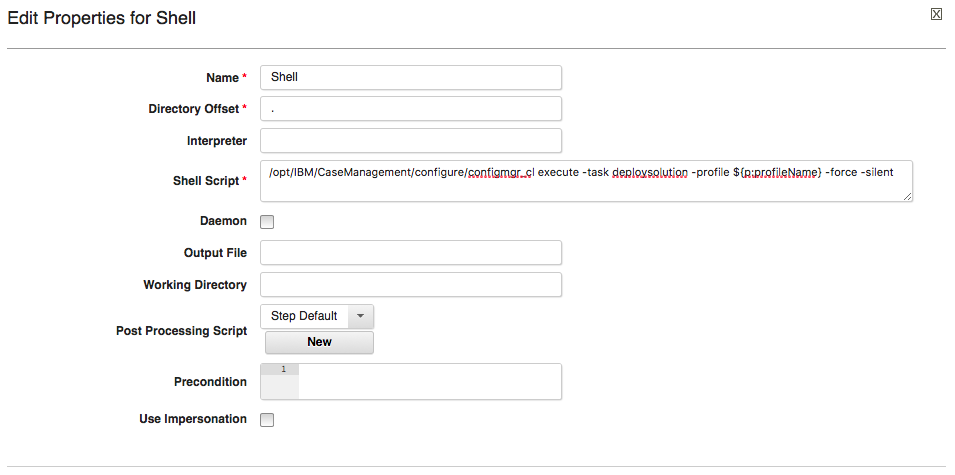 Edit Properties for Shell
Name * Shell
Directory Offset * .
Interpreter
Shell Script * /opt/IBM/CaseManagement/configure/configmgr_cl execute -task deploysolution -profile ${p:profileName} -force -silent
Daemon
Output File
Working Directory
Post Processing Script Step Default
New
Precondition 1
Use Impersonation